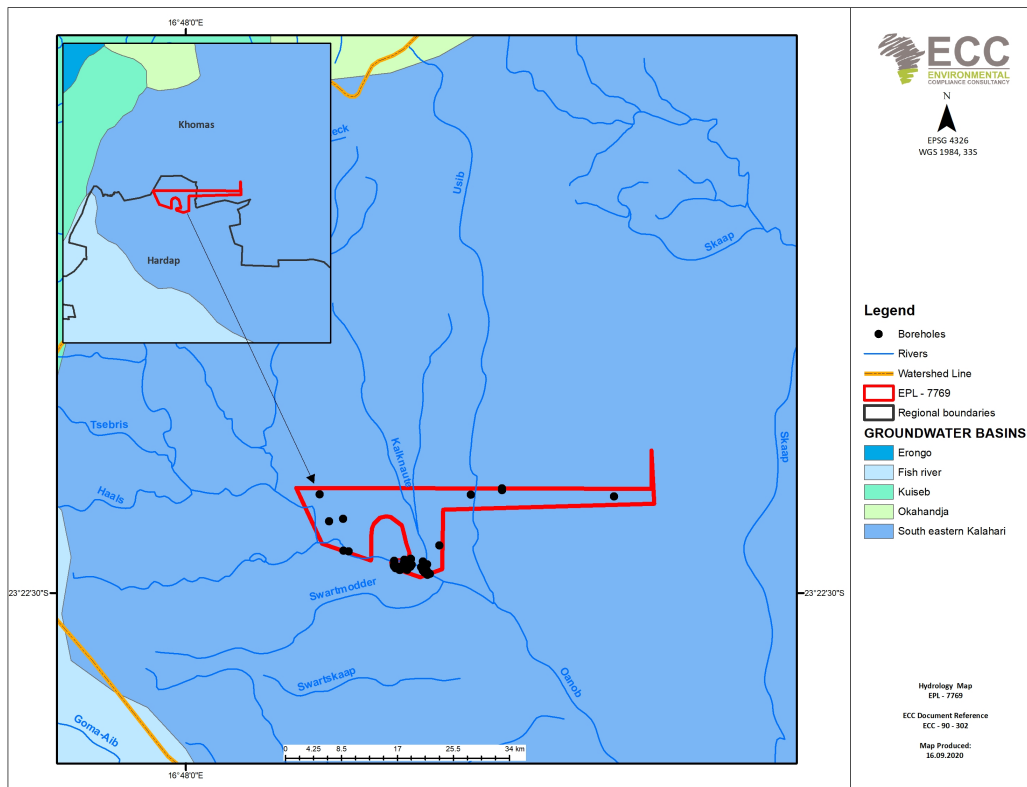 16°48'0"E
Khomas
Hardap
eck
Usib
Skaap
Tsebris
Haais
Kalknaute
Skaap
23°22'30"S
23°22'30"S
Swartmodder
Swartskaap
Oanob
Goma-Aib
0 4,25 8,5 17 25,5 34 km
16°48'0"E
ECC
ENVIRONMENTAL
COMPLIANCE CONSULTANCY
N
EPSG 4326
WGS 1984, 33S
Legend
Boreholes
Rivers
Watershed Line
EPL - 7769
Regional boundaries
GROUNDWATER BASINS
Erongo
Fish river
Kuiseb
Okahandja
South eastern Kalahari
Hydrology Map
EPL - 7769
ECC Document Reference
ECC - 90 - 302
Map Produced:
16.09.2020